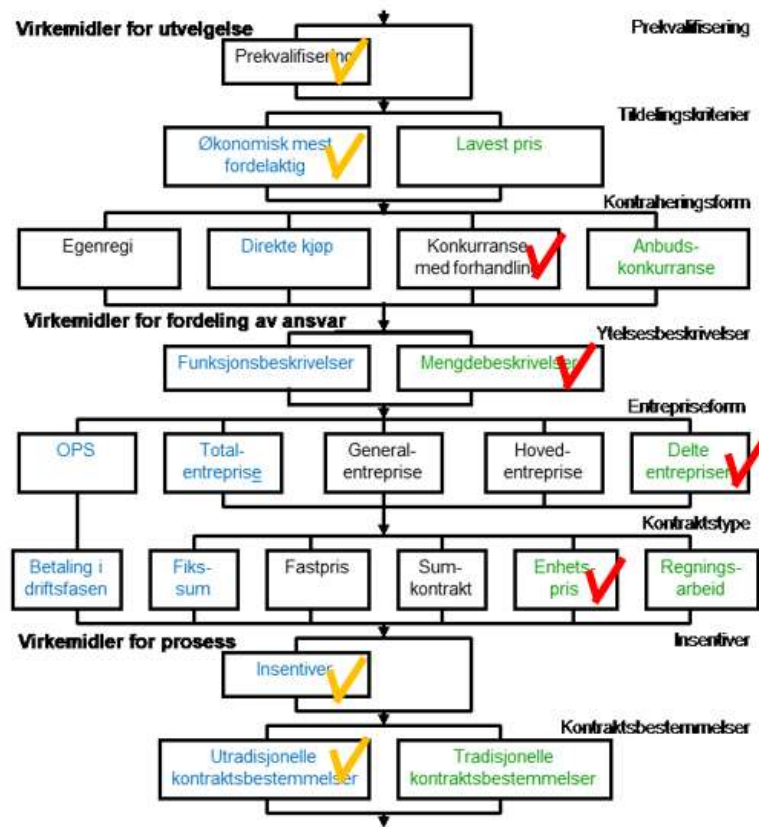 Virkemidler for utvelgelse
Prekvalifisering
Prekvalifisering
Tildelingskriterier
Økonomisk mest
fordelaktig
Lavest pris
Kontraheringsform
Egenregi
Direkte kjøp
Konkurranse
med forhandling
Anbuds-
konkurranse
Virkemidler for fordeling av ansvar
Ytelsesbeskrivelser
Funksjonsbeskrivelser
Mengdebeskrivelser
Entrepriseform
OPS
Total-
entreprise
General-
entreprise
Hoved-
entreprise
Delte
entrepriser
Kontraktstype
Betaling i
driftsfasen
Fiks-
sum
Fastpris
Sum-
kontrakt
Enhets-
pris
Regnings-
arbeid
Virkemidler for prosess
Insentiver
Insentiver
Kontraktsbestemmelser
Utradisjonelle
kontraktsbestemmelser
Tradisjonelle
kontraktsbestemmelser